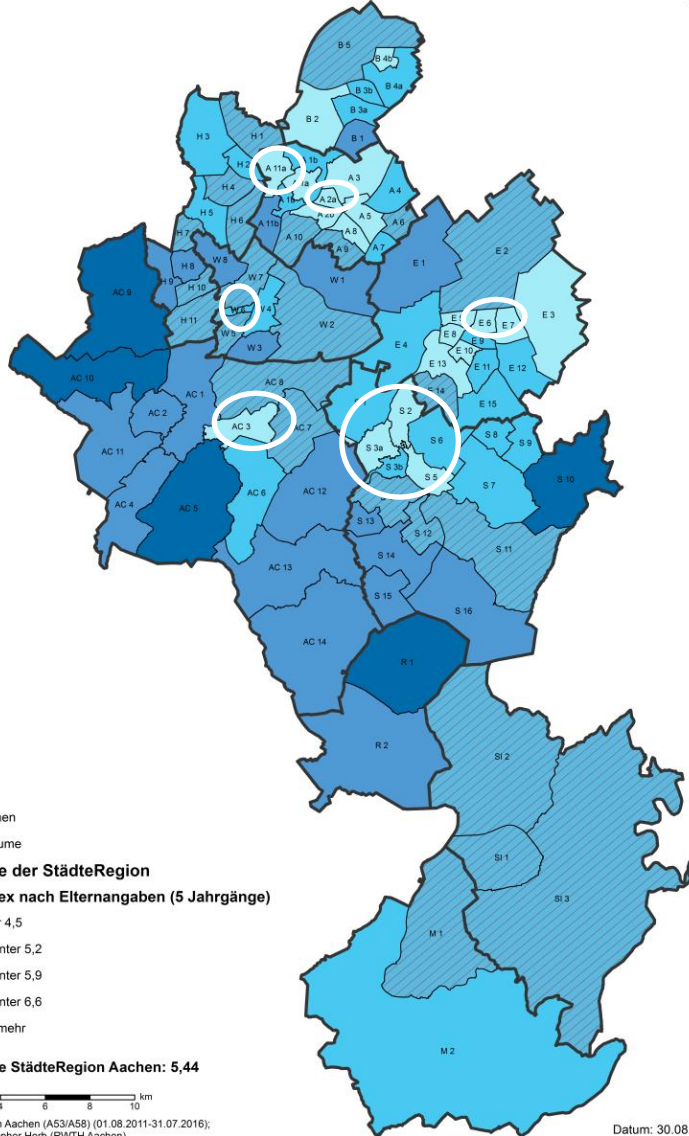 B 5
B 4b
B 4a
B 3b
B 3a
B 2
B 1
H 3
H 1
H 2
A 11a
A 3
A 4
H 4
A 2a
H 5
H 6
A 11b
A 5
A 6
A 8
A 10
A 9
A 7
H 7
E 1
E 2
W 8
H 8
H 9
W 7
W 1
AC 9
H 10
H 11
W 4
W 2
W 5
W 3
E 6
E 7
E 3
E 8
E 9
E 4
E 10
E 13
E 11
E 12
AC 10
AC 8
AC 1
AC 2
E 14
E 15
S 2
AC 3
AC 7
AC 11
S 3a
S 6
S 8
S 9
S 3b
S 5
AC 6
AC 12
S 7
S 10
AC 4
AC 5
S 13
S 12
S 11
S 14
AC 13
S 15
S 16
AC 14
R 1
R 2
SI 2
SI 1
SI 3
M 1
M 2
e der StädteRegion
ex nach Elternangaben (5 Jahrgänge)
4,5
nter 5,2
nter 5,9
nter 6,6
mehr
e StädteRegion Aachen: 5,44
4 6 8 10 km
n Aachen (A53/A58) (01.08.2011-31.07.2016);
Herb (RWTH Aachen)
Datum: 30.08